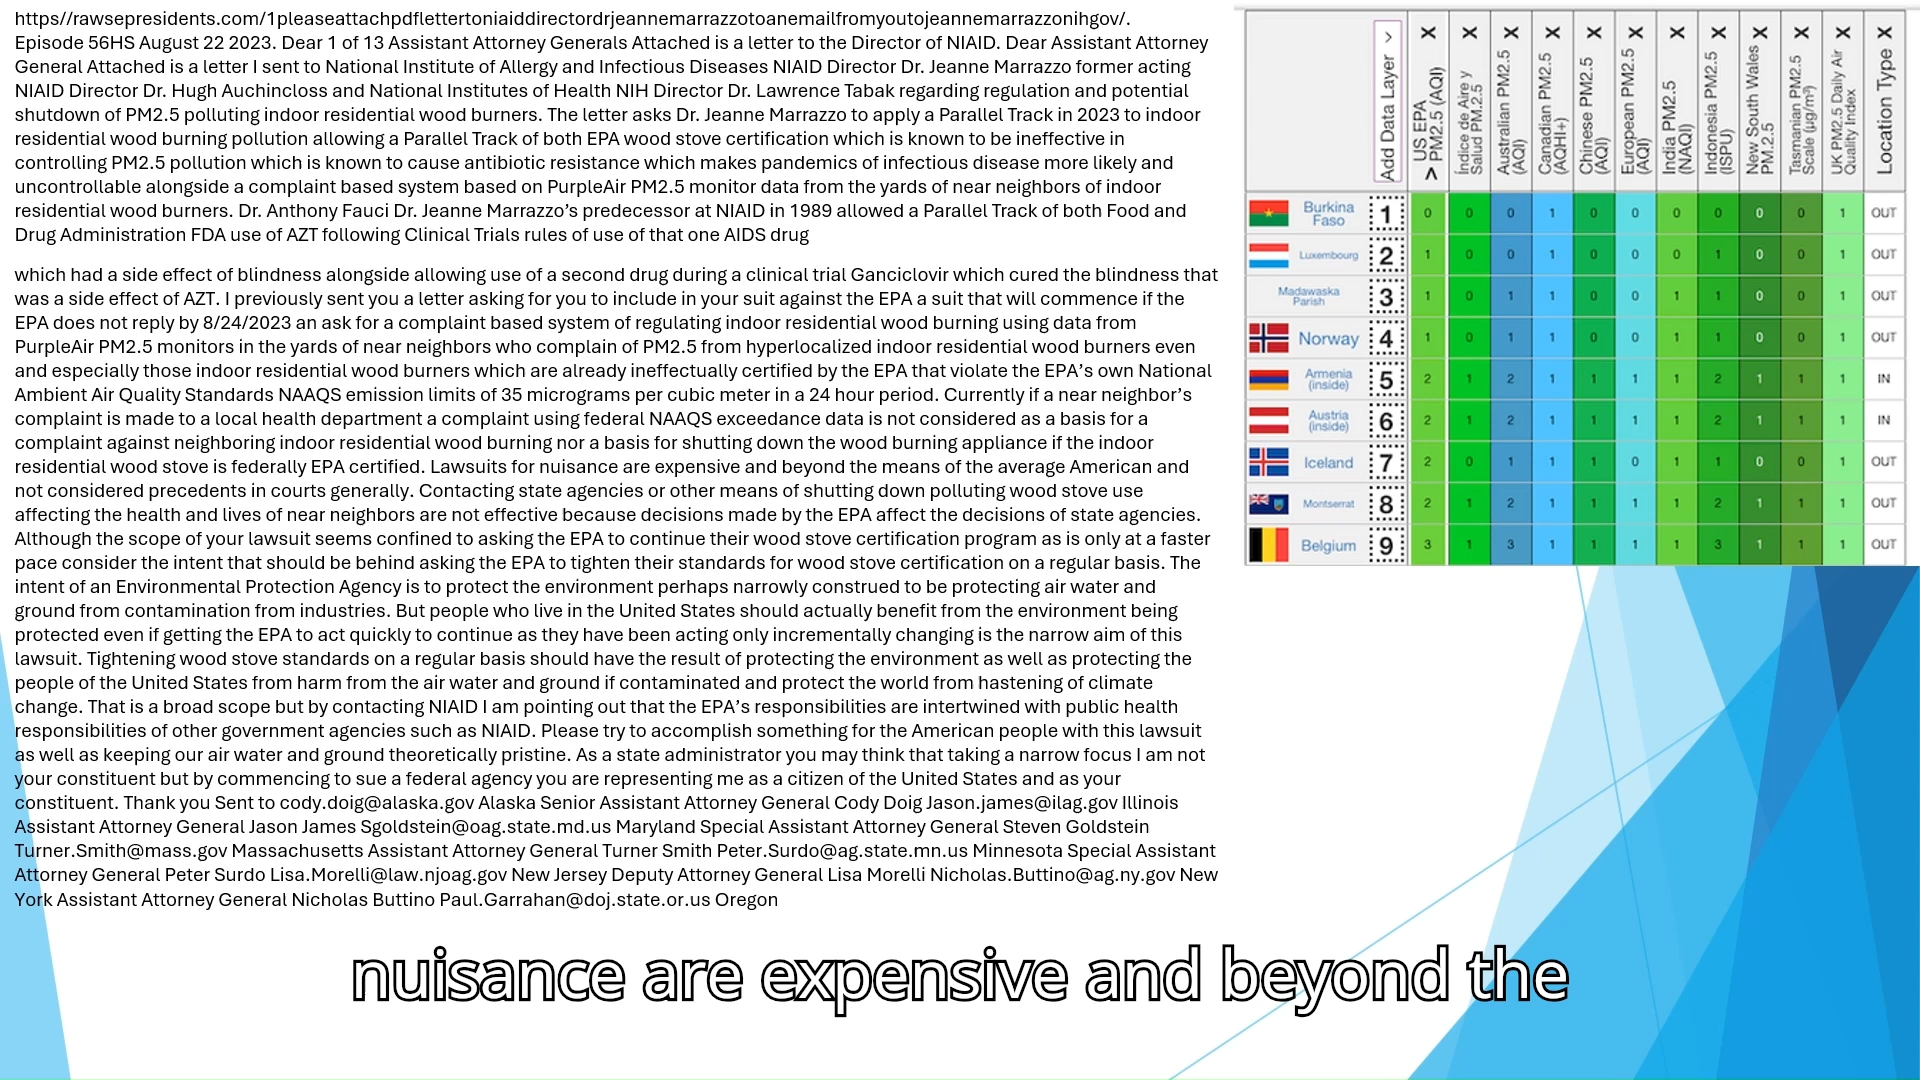 https//rawsepresidents.com/1pleaseattachpdflettertoniaiddirectordrjeannemarrazzotoanemailfromyoutojeannemarrazzonihgov/.
Episode 56HS August 22 2023. Dear 1 of 13 Assistant Attorney Generals Attached is a letter to the Director of NIAID. Dear Assistant Attorney
General Attached is a letter I sent to National Institute of Allergy and Infectious Diseases NIAID Director Dr. Jeanne Marrazzo former acting
NIAID Director Dr. Hugh Auchincloss and National Institutes of Health NIH Director Dr. Lawrence Tabak regarding regulation and potential
shutdown of PM2.5 polluting indoor residential wood burners. The letter asks Dr. Jeanne Marrazzo to apply a Parallel Track in 2023 to indoor
residential wood burning pollution allowing a Parallel Track of both EPA wood stove certification which is known to be ineffective in
controlling PM2.5 pollution which is known to cause antibiotic resistance which makes pandemics of infectious disease more likely and
uncontrollable alongside a complaint based system based on PurpleAir PM2.5 monitor data from the yards of near neighbors of indoor
residential wood burners. Dr. Anthony Fauci Dr. Jeanne Marrazzo's predecessor at NIAID in 1989 allowed a Parallel Track of both Food and
Drug Administration FDA use of AZT following Clinical Trials rules of use of that one AIDS drug
which had a side effect of blindness alongside allowing use of a second drug during a clinical trial Ganciclovir which cured the blindness that
was a side effect of AZT. I previously sent you a letter asking for you to include in your suit against the EPA a suit that will commence if the
EPA does not reply by 8/24/2023 an ask for a complaint based system of regulating indoor residential wood burning using data from
PurpleAir PM2.5 monitors in the yards of near neighbors who complain of PM2.5 from hyperlocalized indoor residential wood burners even
and especially those indoor residential wood burners which are already ineffectually certified by the EPA that violate the EPA's own National
Ambient Air Quality Standards NAAQS emission limits of 35 micrograms per cubic meter in a 24 hour period. Currently if a near neighbor's
complaint is made to a local health department a complaint using federal NAAQS exceedance data is not considered as a basis for a
complaint against neighboring indoor residential wood burning nor a basis for shutting down the wood burning appliance if the indoor
residential wood stove is federally EPA certified. Lawsuits for nuisance are expensive and beyond the means of the average American and
not considered precedents in courts generally. Contacting state agencies or other means of shutting down polluting wood stove use
affecting the health and lives of near neighbors are not effective because decisions made by the EPA affect the decisions of state agencies.
Although the scope of your lawsuit seems confined to asking the EPA to continue their wood stove certification program as is only at a faster
pace consider the intent that should be behind asking the EPA to tighten their standards for wood stove certification on a regular basis. The
intent of an Environmental Protection Agency is to protect the environment perhaps narrowly construed to be protecting air water and
ground from contamination from industries. But people who live in the United States should actually benefit from the environment being
protected even if getting the EPA to act quickly to continue as they have been acting only incrementally changing is the narrow aim of this
lawsuit. Tightening wood stove standards on a regular basis should have the result of protecting the environment as well as protecting the
people of the United States from harm from the air water and ground if contaminated and protect the world from hastening of climate
change. That is a broad scope but by contacting NIAID I am pointing out that the EPA's responsibilities are intertwined with public health
responsibilities of other government agencies such as NIAID. Please try to accomplish something for the American people with this lawsuit
as well as keeping our air water and ground theoretically pristine. As a state administrator you may think that taking a narrow focus I am not
your constituent but by commencing to sue a federal agency you are representing me as a citizen of the United States and as your
constituent. Thank you Sent to cody.doig@alaska.gov Alaska Senior Assistant Attorney General Cody Doig Jason.james@ilag.gov Illinois
Assistant Attorney General Jason James Sgoldstein@oag.state.md.us Maryland Special Assistant Attorney General Steven Goldstein
Turner.Smith@mass.gov Massachusetts Assistant Attorney General Turner Smith Peter.Surdo@ag.state.mn.us Minnesota Special Assistant
Attorney General Peter Surdo Lisa.Morelli@law.njoag.gov New Jersey Deputy Attorney General Lisa Morelli Nicholas.Buttino@ag.ny.gov New
York Assistant Attorney General Nicholas Buttino Paul.Garrahan@doj.state.or.us Oregon
Add Data Layer
X X X X X X X X X X X X
> US EPA PM2.5 (AQI)
Índice de Aire y Salud PM2.5
Australian PM2.5 (AQI)
Canadian PM2.5 (AQHI+)
Chinese PM2.5 (AQI)
European PM2.5 (AQI)
India PM2.5 (NAQI)
Indonesia PM2.5 (ISPU)
New South Wales PM2.5
Tasmanian PM2.5 Scale (µg/m³)
UK PM2.5 Daily Air Quality Index
Location Type
Burkina Faso 1 0 0 0 1 0 0 0 0 0 0 1 OUT
Luxembourg 2 1 0 0 1 0 0 0 1 0 0 1 OUT
Madawaska Parish 3 1 0 1 1 0 0 1 1 0 0 1 OUT
Norway 4 1 0 1 1 0 0 1 1 0 0 1 OUT
Armenia (inside) 5 2 1 2 1 1 1 1 2 1 1 1 IN
Austria (inside) 6 2 1 2 1 1 1 1 2 1 1 1 IN
Iceland 7 2 0 1 1 1 0 1 1 0 0 1 OUT
Montserrat 8 2 1 2 1 1 1 1 2 1 1 1 OUT
Belgium 9 3 1 3 1 1 1 1 3 1 1 1 OUT
nuisance are expensive and beyond the